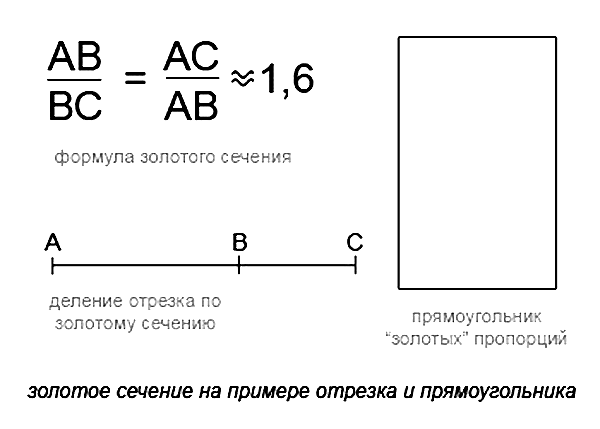 AB/BC = AC/AB ≈ 1,6
формула золотого сечения
A B C
деление отрезка по
золотому сечению
прямоугольник
“золотых” пропорций
золотое сечение на примере отрезка и прямоугольника